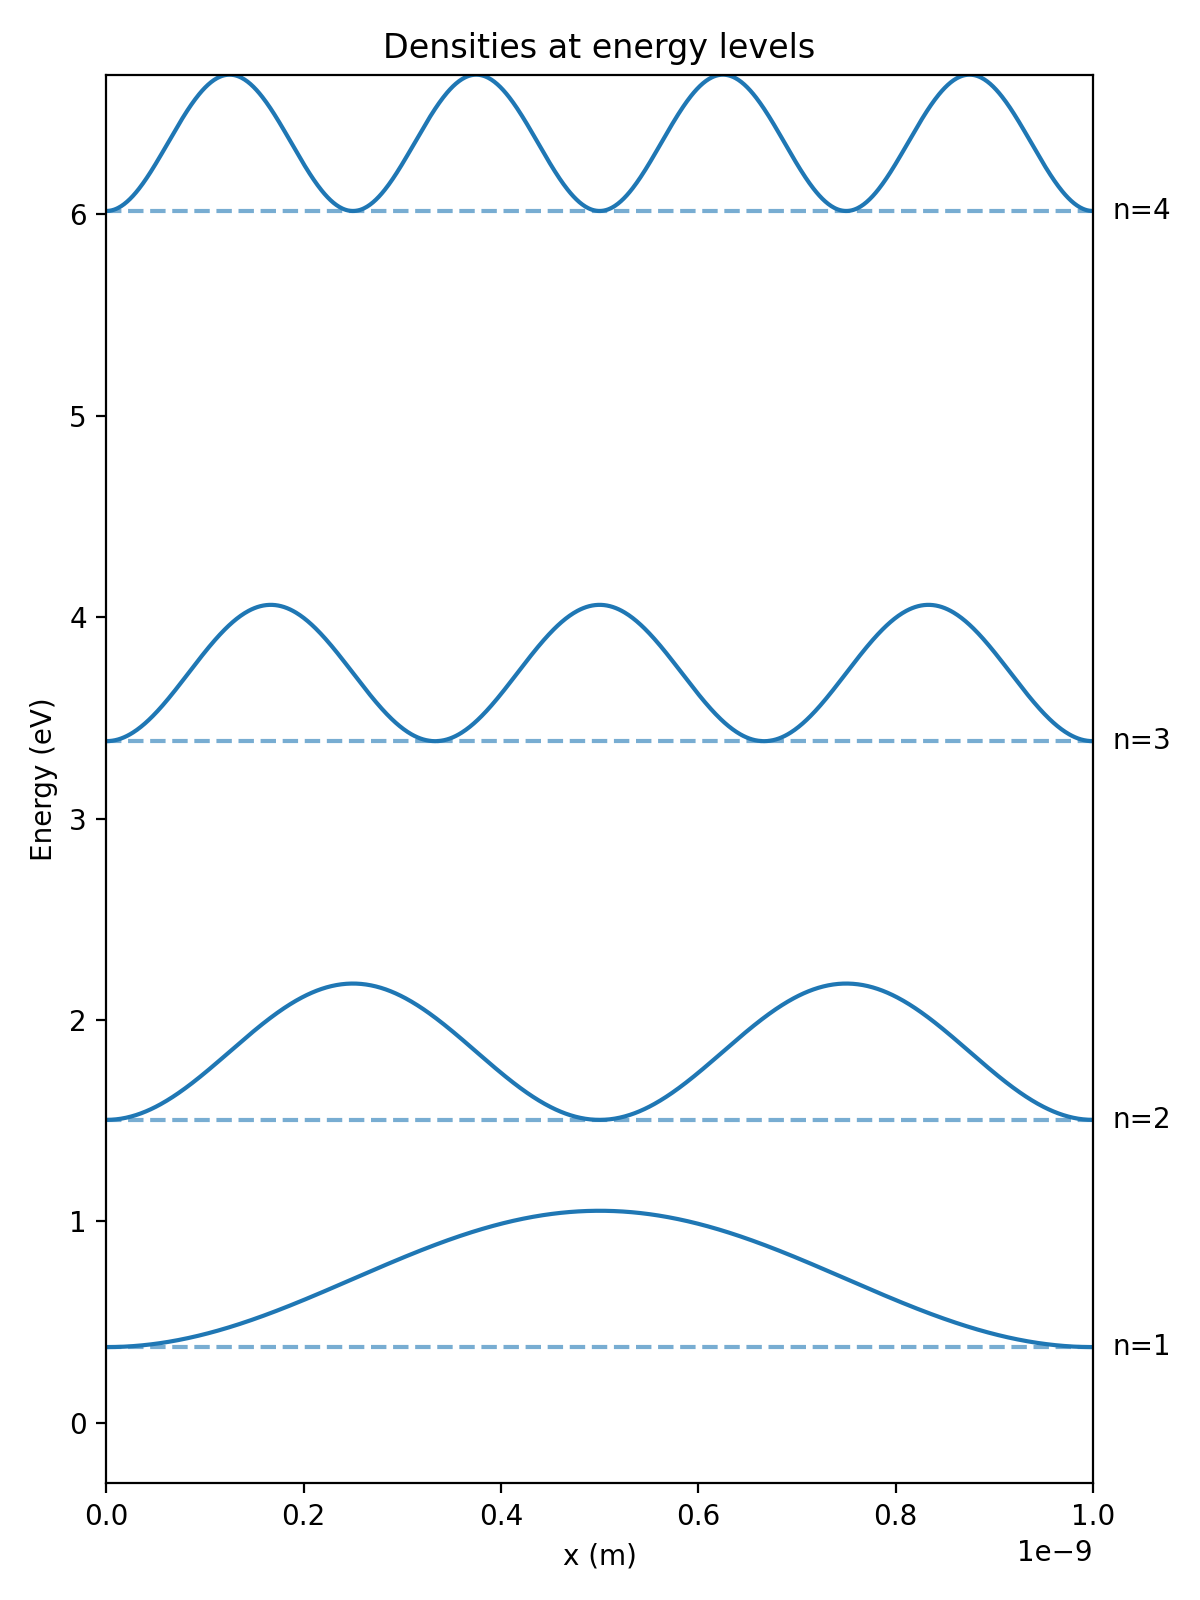 Densities at energy levels
6
5
4
3
2
1
0
Energy (eV)
n=4
n=3
n=2
n=1
0.0 0.2 0.4 0.6 0.8 1.0
x (m)
1e−9